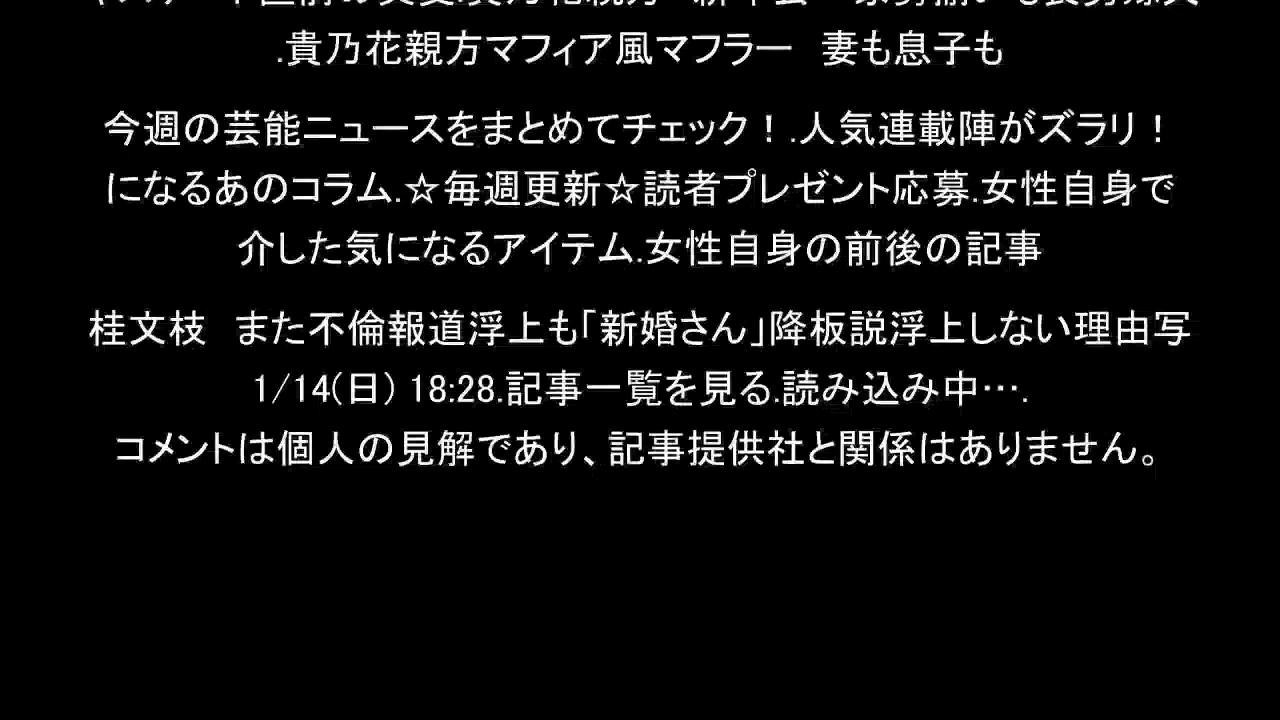 .貴乃花親方マフィア風マフラー　妻も息子も
今週の芸能ニュースをまとめてチェック！.人気連載陣がズラリ！
になるあのコラム.☆毎週更新☆読者プレゼント応募.女性自身で
介した気になるアイテム.女性自身の前後の記事
桂文枝　また不倫報道浮上も｢新婚さん｣降板説浮上しない理由写
1/14(日) 18:28.記事一覧を見る.読み込み中….
コメントは個人の見解であり、記事提供社と関係はありません。